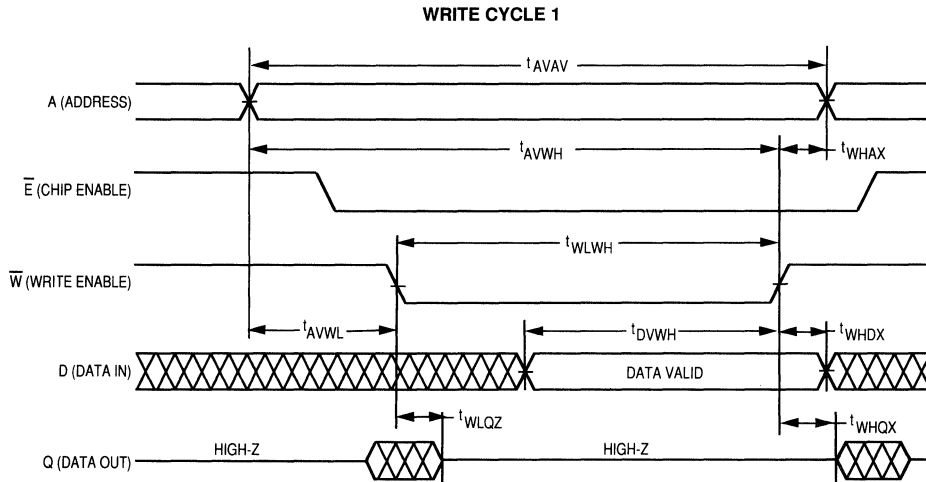 WRITE CYCLE 1
tAVAV
A (ADDRESS)
tAVWH
tWHAX
E̅ (CHIP ENABLE)
tWLWH
W̅ (WRITE ENABLE)
tAVWL
tDVWH
tWHDX
D (DATA IN)
DATA VALID
tWLQZ
tWHQX
HIGH-Z
HIGH-Z
Q (DATA OUT)